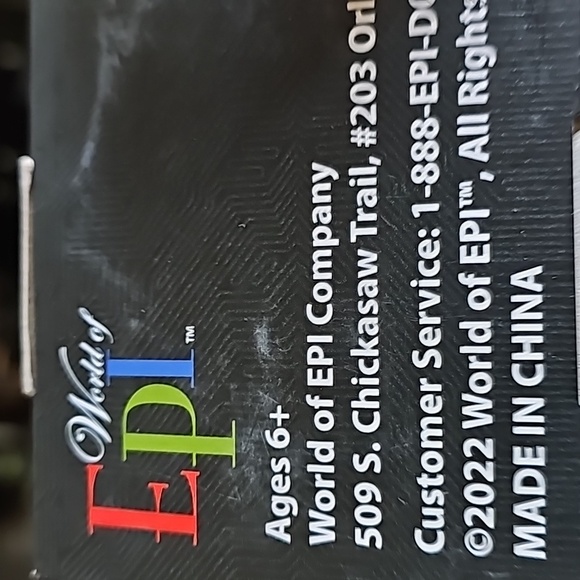 World of
EPI™
Ages 6+
World of EPI Company
509 S. Chickasaw Trail, #203
Customer Service: 1-888-EPI-
©2022 World of EPI™, All Rights
MADE IN CHINA